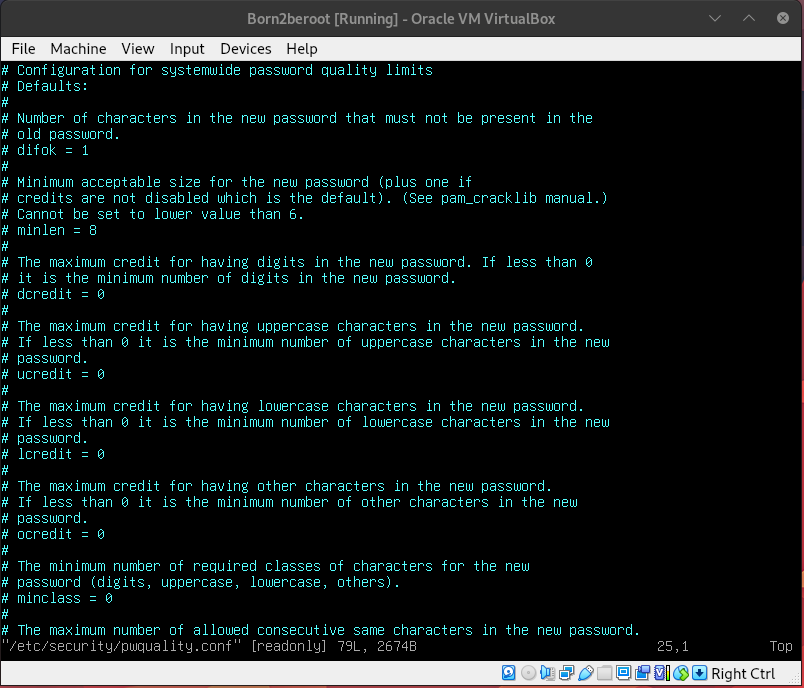 Born2beroot [Running] - Oracle VM VirtualBox
File Machine View Input Devices Help
# Configuration for systemwide password quality limits
# Defaults:
#
# Number of characters in the new password that must not be present in the
# old password.
# difok = 1
#
# Minimum acceptable size for the new password (plus one if
# credits are not disabled which is the default). (See pam_cracklib manual.)
# Cannot be set to lower value than 6.
# minlen = 8
#
# The maximum credit for having digits in the new password. If less than 0
# it is the minimum number of digits in the new password.
# dcredit = 0
#
# The maximum credit for having uppercase characters in the new password.
# If less than 0 it is the minimum number of uppercase characters in the new
# password.
# ucredit = 0
#
# The maximum credit for having lowercase characters in the new password.
# If less than 0 it is the minimum number of lowercase characters in the new
# password.
# lcredit = 0
#
# The maximum credit for having other characters in the new password.
# If less than 0 it is the minimum number of other characters in the new
# password.
# ocredit = 0
#
# The minimum number of required classes of characters for the new
# password (digits, uppercase, lowercase, others).
# minclass = 0
#
# The maximum number of allowed consecutive same characters in the new password.
"/etc/security/pwquality.conf" [readonly] 79L, 2674B 25,1 Top
Right Ctrl